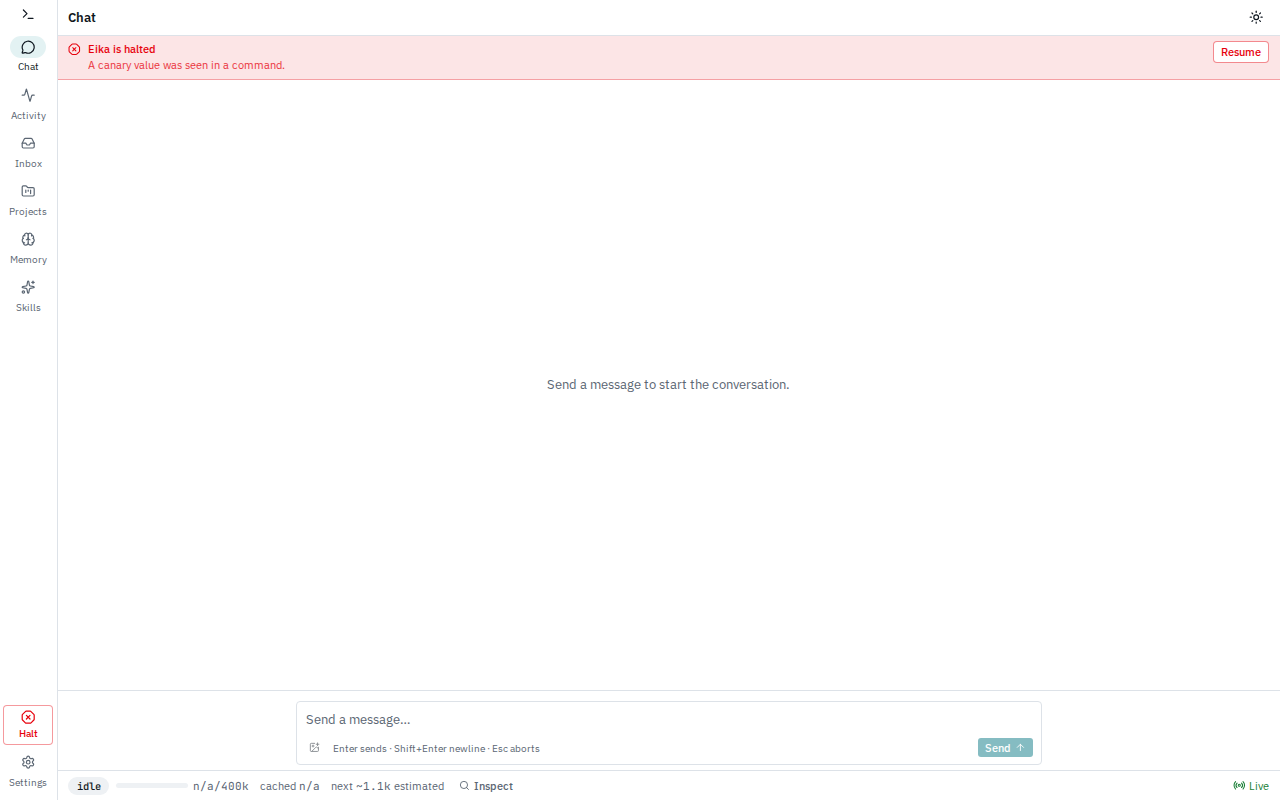 Chat
Eika is halted
A canary value was seen in a command.
Resume
Chat
Activity
Inbox
Projects
Memory
Skills
Send a message to start the conversation.
Send a message...
Enter sends · Shift+Enter newline · Esc aborts
Send
Halt
Settings
idle
n/a/400k
cached n/a
next ~1.1k estimated
Inspect
Live